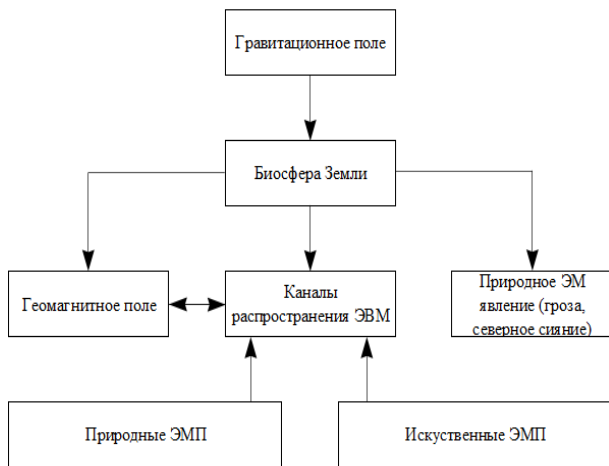 Гравитационное поле
Биосфера Земли
Геомагнитное поле
Каналы
распространения ЭВМ
Природное ЭМ
явление (гроза,
северное сияние)
Природные ЭМП
Искуственные ЭМП